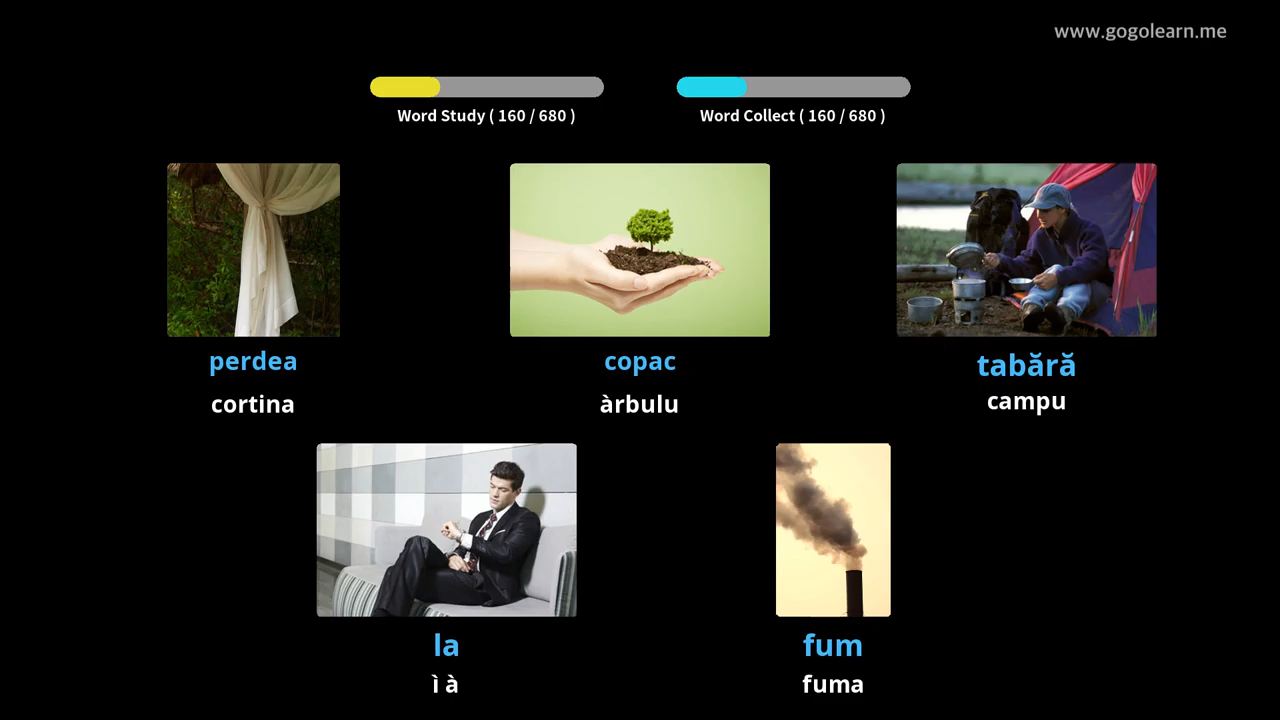 www.gogolearn.me
Word Study ( 160 / 680 )
Word Collect ( 160 / 680 )
perdea
copac
tabără
cortina
àrbulu
campu
la
fum
ì à
fuma